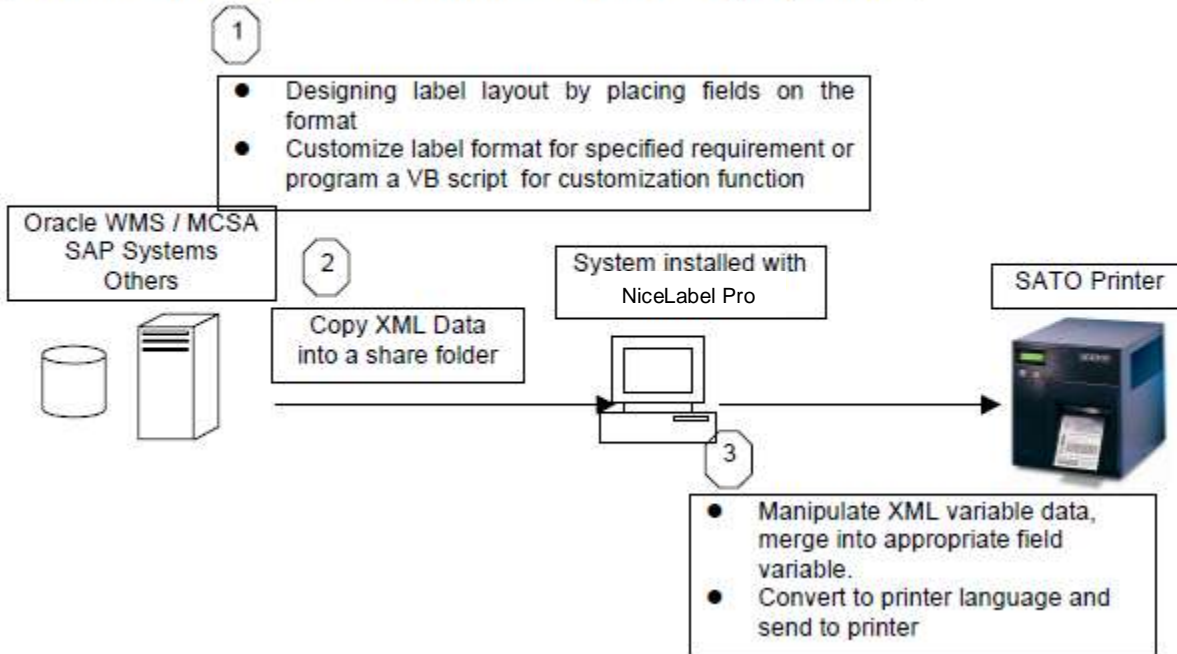 1
● Designing label layout by placing fields on the
format
● Customize label format for specified requirement or
program a VB script for customization function
Oracle WMS / MCSA
SAP Systems
Others
2
Copy XML Data
into a share folder
System installed with
NiceLabel Pro
SATO Printer
3
● Manipulate XML variable data,
merge into appropriate field
variable.
● Convert to printer language and
send to printer